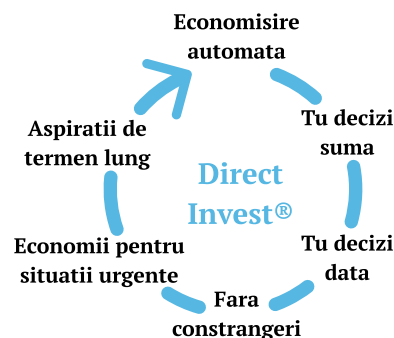 Economisire
automata
Tu decizi
suma
Tu decizi
data
Fara
constrangeri
Economii pentru
situatii urgente
Aspiratii de
termen lung
Direct
Invest®